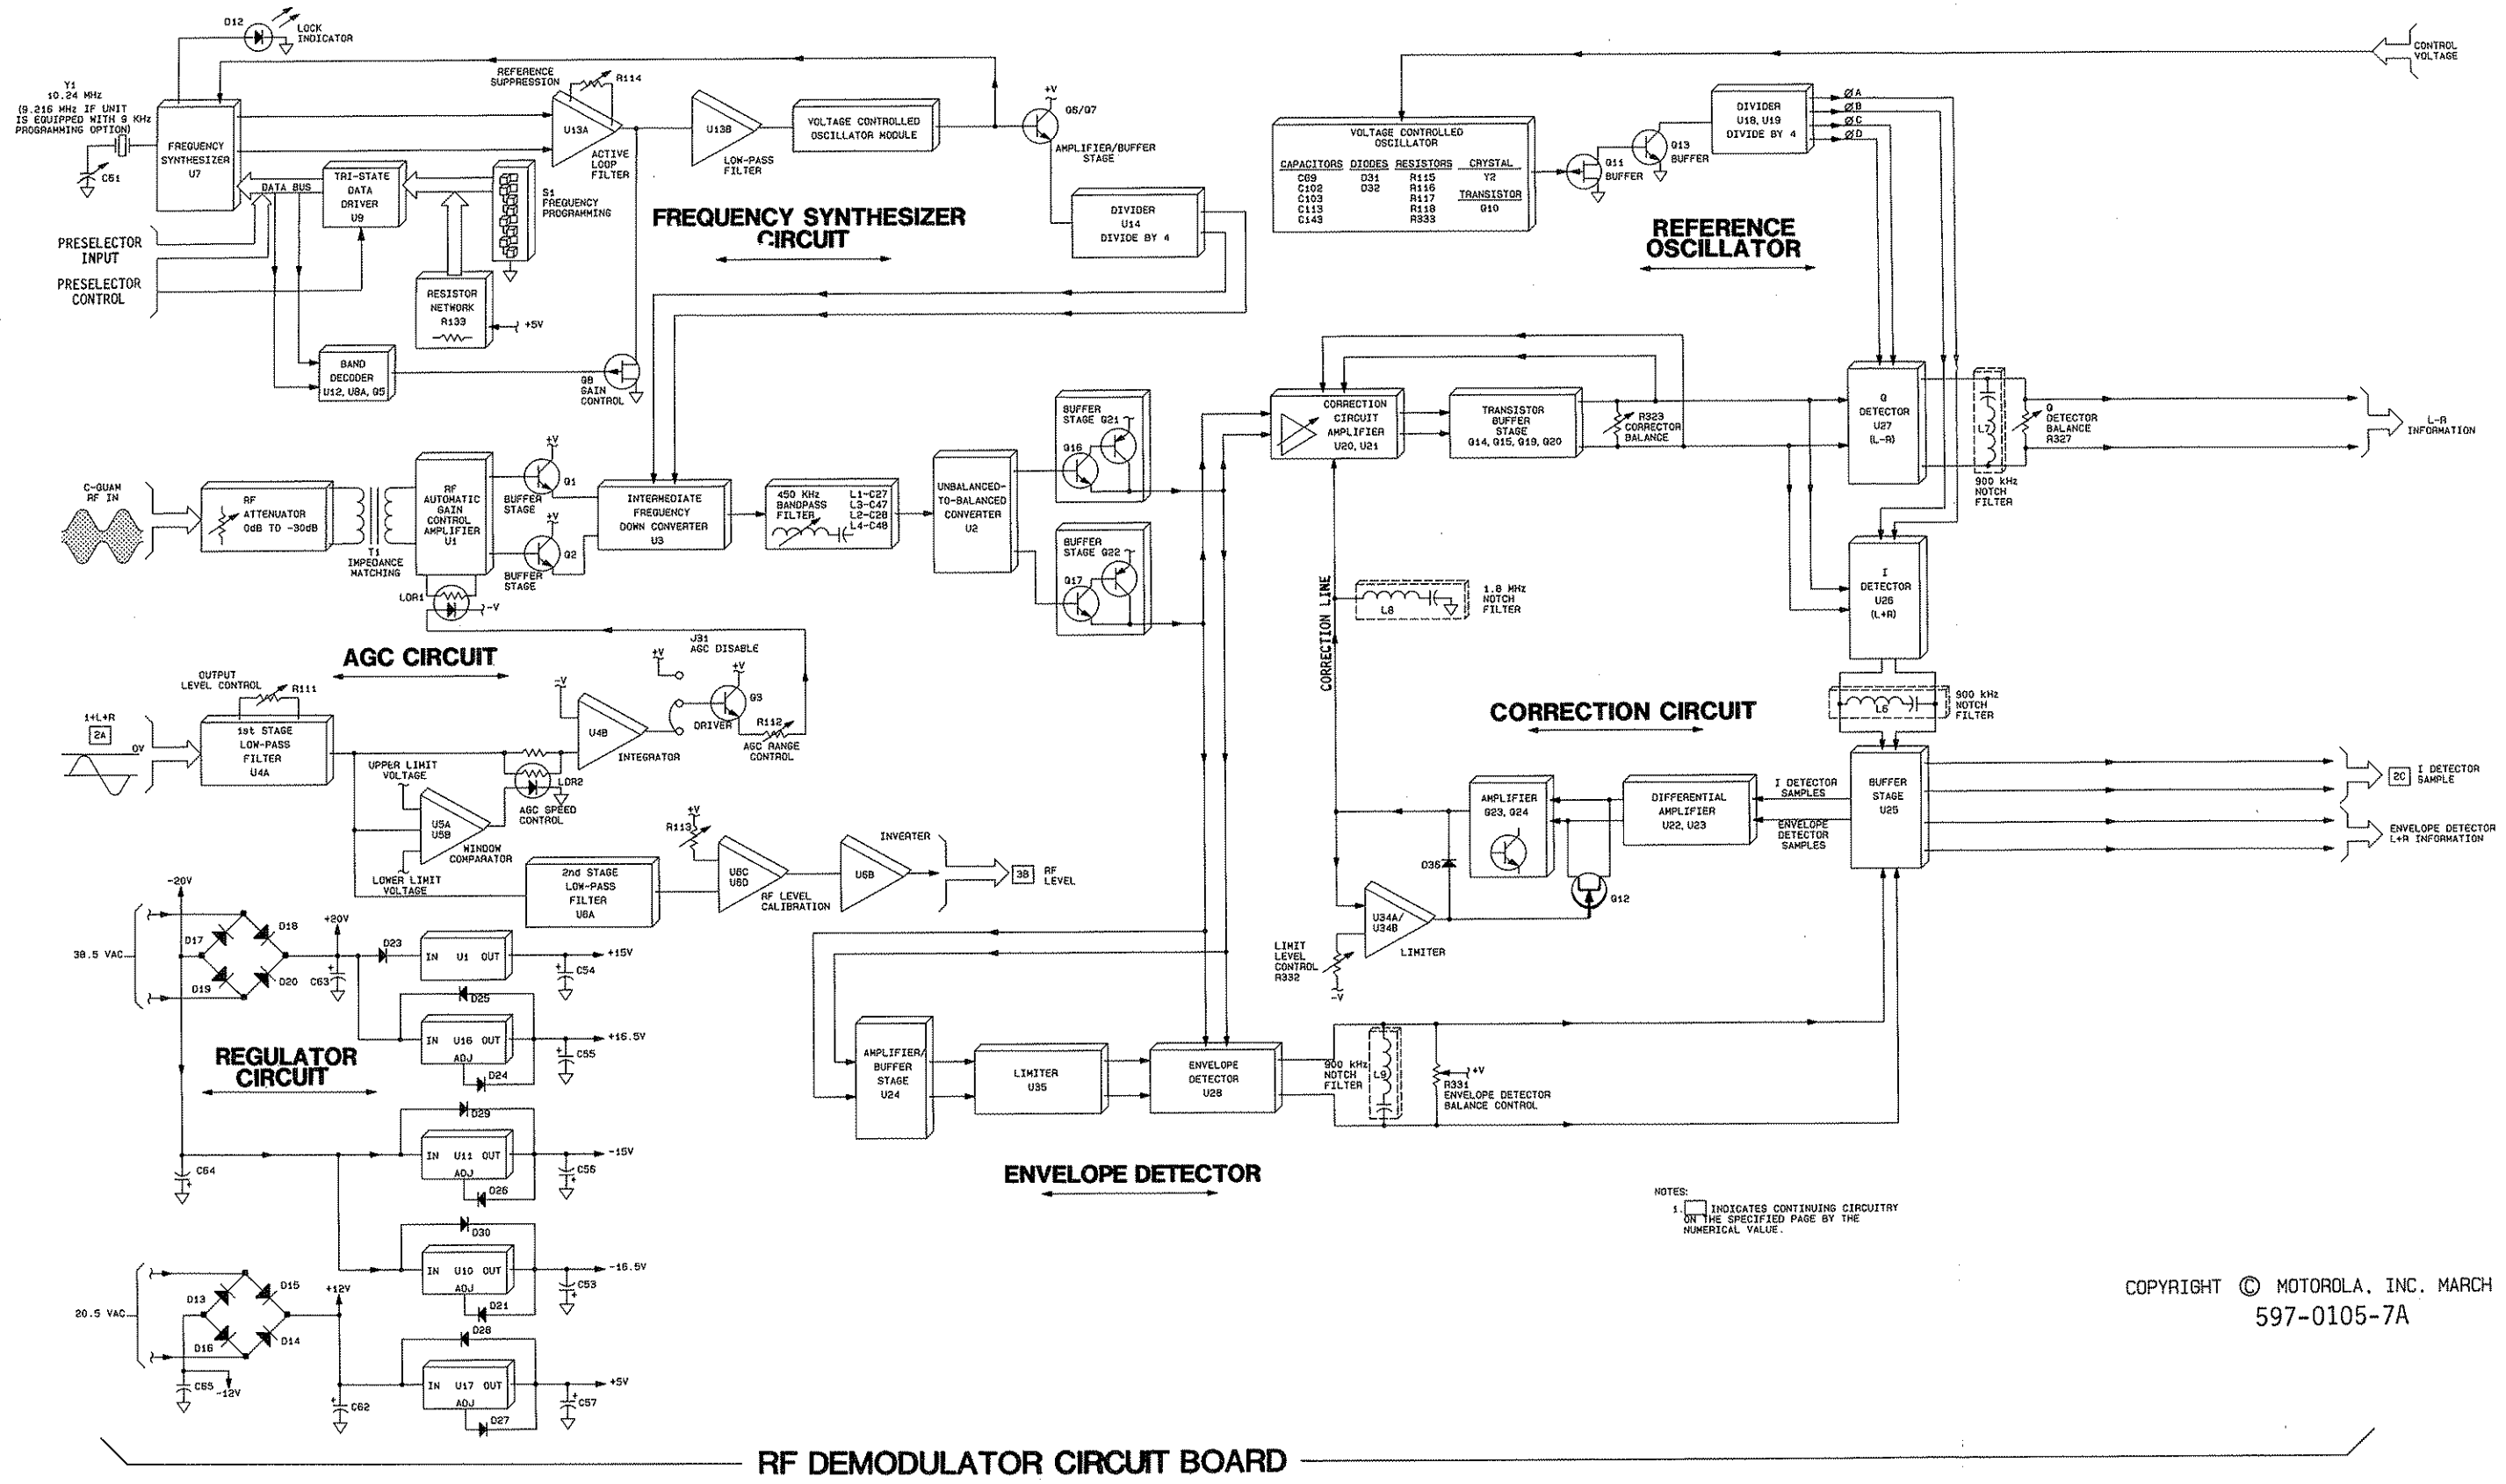 D12
LOCK
INDICATOR
Y1
10.24 MHz
(9.216 MHz IF UNIT
IS EQUIPPED WITH 9 KHz
PROGRAMMING OPTION)
C61
FREQUENCY
SYNTHESIZER
U7
REFERENCE
SUPPRESSION
R114
U13A
ACTIVE
LOOP
FILTER
U13B
LOW-PASS
FILTER
VOLTAGE CONTROLLED
OSCILLATOR MODULE
+V
Q6/Q7
AMPLIFIER/BUFFER
STAGE
DATA BUS
TRI-STATE
DATA
DRIVER
U9
S1
FREQUENCY
PROGRAMMING
PRESELECTOR
INPUT
PRESELECTOR
CONTROL
RESISTOR
NETWORK
R133
+5V
FREQUENCY SYNTHESIZER
CIRCUIT
DIVIDER
U14
DIVIDE BY 4
BAND
DECODER
U12, U8A, Q5
Q8
GAIN
CONTROL
CONTROL
VOLTAGE
VOLTAGE CONTROLLED
OSCILLATOR
CAPACITORS DIODES RESISTORS CRYSTAL
C69 D31 R115 Y2
C102 D32 R116 TRANSISTOR
C103 R117 Q10
C113 R118
C143 R333
Q11
BUFFER
Q13
BUFFER
DIVIDER
U18, U19
DIVIDE BY 4
ØA
ØB
ØC
ØD
REFERENCE
OSCILLATOR
C-QUAM
RF IN
RF
ATTENUATOR
0dB TO -30dB
T1
IMPEDANCE
MATCHING
RF
AUTOMATIC
GAIN
CONTROL
AMPLIFIER
U1
+V
Q1
BUFFER
STAGE
+V
Q2
BUFFER
STAGE
LDR1
-V
INTERMEDIATE
FREQUENCY
DOWN CONVERTER
U3
450 KHz
BANDPASS
FILTER
L1-C27
L3-C47
L2-C28
L4-C48
UNBALANCED-
TO-BALANCED
CONVERTER
U2
BUFFER
STAGE Q21
Q16
BUFFER
STAGE Q22
Q17
CORRECTION
CIRCUIT
AMPLIFIER
U20, U21
TRANSISTOR
BUFFER
STAGE
Q14, Q15, Q19, Q20
R323
CORRECTOR
BALANCE
Q
DETECTOR
U27
(L-R)
L7
900 kHz
NOTCH
FILTER
Q
DETECTOR
BALANCE
R327
L-R
INFORMATION
I
DETECTOR
U26
(L+R)
L6
900 kHz
NOTCH
FILTER
CORRECTION LINE
L8
1.8 MHz
NOTCH
FILTER
AGC CIRCUIT
J31
AGC DISABLE
+V
+V
Q3
DRIVER
R112
AGC RANGE
CONTROL
OUTPUT
LEVEL CONTROL
R111
1+L+R
2A
0V
1st STAGE
LOW-PASS
FILTER
U4A
-V
U4B
INTEGRATOR
UPPER LIMIT
VOLTAGE
LDR2
AGC SPEED
CONTROL
U5A
U5B
WINDOW
COMPARATOR
LOWER LIMIT
VOLTAGE
2nd STAGE
LOW-PASS
FILTER
U6A
+V
R113
U6C
U6D
RF LEVEL
CALIBRATION
INVERTER
U6B
3B
RF
LEVEL
CORRECTION CIRCUIT
AMPLIFIER
Q23, Q24
DIFFERENTIAL
AMPLIFIER
U22, U23
I DETECTOR
SAMPLES
ENVELOPE
DETECTOR
SAMPLES
BUFFER
STAGE
U25
2C
I DETECTOR
SAMPLE
ENVELOPE DETECTOR
L+R INFORMATION
D36
Q12
U34A/
U34B
LIMITER
LIMIT
LEVEL
CONTROL
R332
-V
-20V
38.5 VAC
D17
D18
D19
D20
+20V
C63
D23
IN U1 OUT
+15V
C54
D25
IN U16 OUT
ADJ
+16.5V
C55
D24
REGULATOR
CIRCUIT
D29
IN U11 OUT
ADJ
-15V
C56
D26
C64
D30
IN U10 OUT
ADJ
-16.5V
C53
D21
20.5 VAC
D13
D15
D16
D14
+12V
C65
-12V
C62
D28
IN U17 OUT
ADJ
+5V
C57
D27
AMPLIFIER/
BUFFER
STAGE
U24
LIMITER
U35
ENVELOPE
DETECTOR
U28
900 kHz
NOTCH
FILTER
L9
+V
R331
ENVELOPE DETECTOR
BALANCE CONTROL
ENVELOPE DETECTOR
NOTES:
1. INDICATES CONTINUING CIRCUITRY
ON THE SPECIFIED PAGE BY THE
NUMERICAL VALUE.
COPYRIGHT © MOTOROLA, INC. MARCH
597-0105-7A
RF DEMODULATOR CIRCUIT BOARD